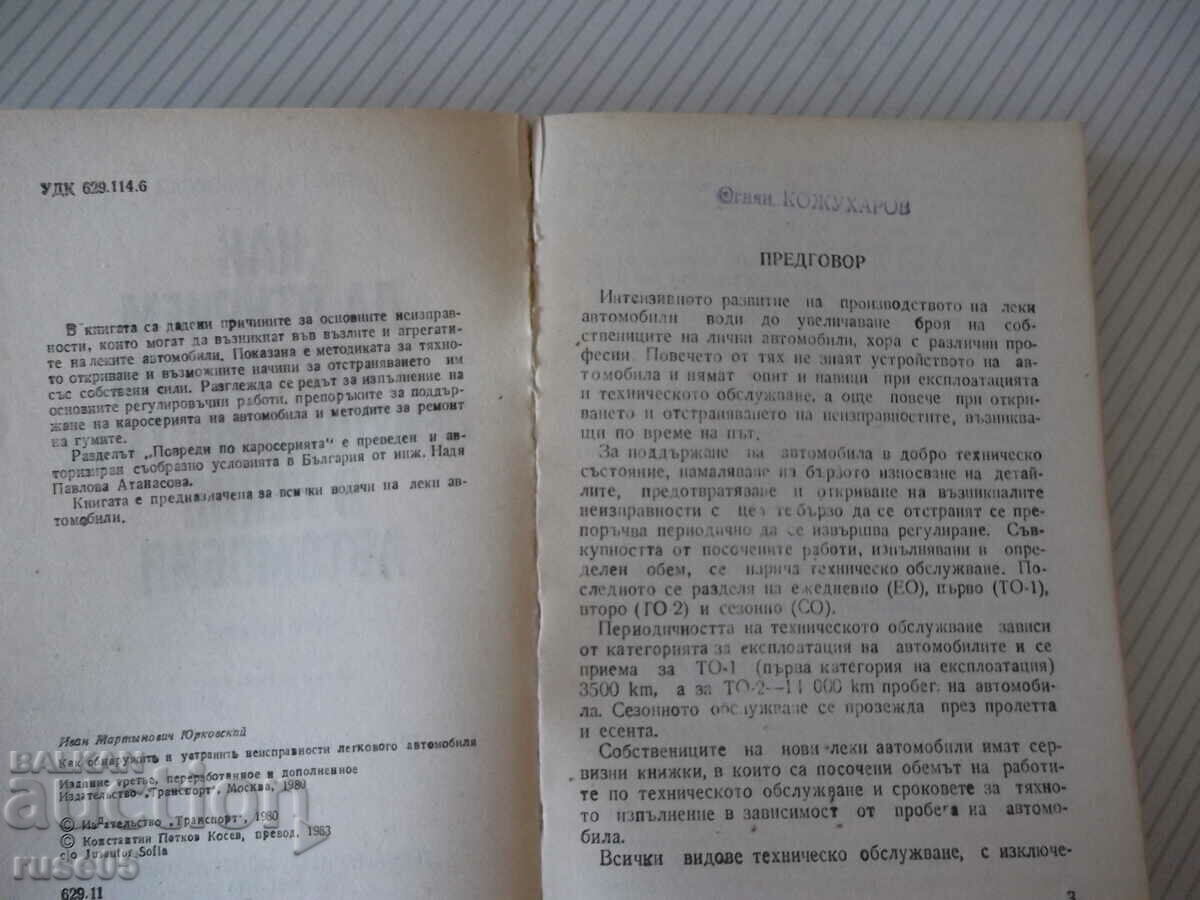 УДК 629.114.6
В книгата са дадени причините за основните неизправ-
ности, които могат да възникнат във възлите и агрегати-
те на леките автомобили. Показана е методиката за тяхно-
то откриване и възможните начини за отстраняването им
със собствени сили. Разглежда се редът за изпълнение на
основните регулировъчни работи, препоръките за поддър-
жане на каросерията на автомобила и методите за ремонт
на гумите.
Разделът „Повреди по каросерията“ е преведен и ав-
торизиран съобразно условията в България от инж. Надя
Павлова Атанасова.
Книгата е предназначена за всички водачи на леки ав-
томобили.
Иван Мартынович Юрковский
Как обнаружить и устранить неисправности легкового автомобиля
Издание третье, переработанное и дополненное
Издательство „Транспорт“, Москва, 1980
© Издательство „Транспорт“, 1980
© Константин Петков Косев, превод, 1983
c/o Jusautor, Sofia
629.11
Огнян КОЖУХАРОВ
ПРЕДГОВОР
Интензивното развитие на производството на леки
автомобили води до увеличаване броя на соб-
ствениците на лични автомобили, хора с различни про-
фесии. Повечето от тях не знаят устройството на ав-
томобила и нямат опит и навици при експлоатацията
и техническото обслужване, а още повече при откри-
ването и отстраняването на неизправностите, възниква-
щи по време на път.
За поддържане на автомобила в добро техническо
състояние, намаляване на бързото износване на детай-
лите, предотвратяване и откриване на възникналите
неизправности с цел те бързо да се отстранят се пре-
поръчва периодично да се извършва регулиране. Съв-
купността от посочените работи, изпълнявани в опре-
делен обем, се нарича техническо обслужване. По-
следното се разделя на ежедневно (ЕО), първо (ТО-1),
второ (ТО-2) и сезонно (СО).
Периодичността на техническото обслужване зависи
от категорията за експлоатация на автомобилите и се
приема за ТО-1 (първа категория на експлоатация)
3500 km, а за ТО-2—14 000 km пробег на автомоби-
ла. Сезонното обслужване се провежда през пролетта
и есента.
Собствениците на нови леки автомобили имат сер-
визни книжки, в които са посочени обемът на работи-
те по техническото обслужване и сроковете за тяхно-
то изпълнение в зависимост от пробега на автомо-
била.
Всички видове техническо обслужване, с изключе-
3
БАLKAN
auction
ruse05